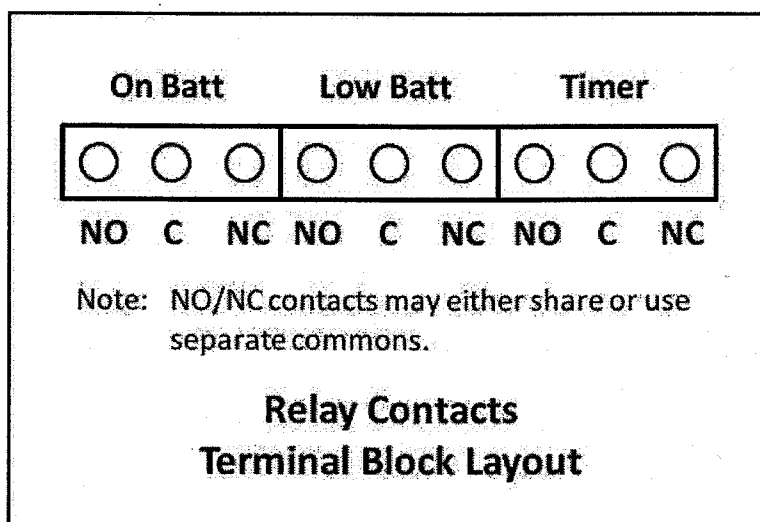 On Batt Low Batt Timer
NO C NC NO C NC NO C NC
Note: NO/NC contacts may either share or use
separate commons.
Relay Contacts
Terminal Block Layout